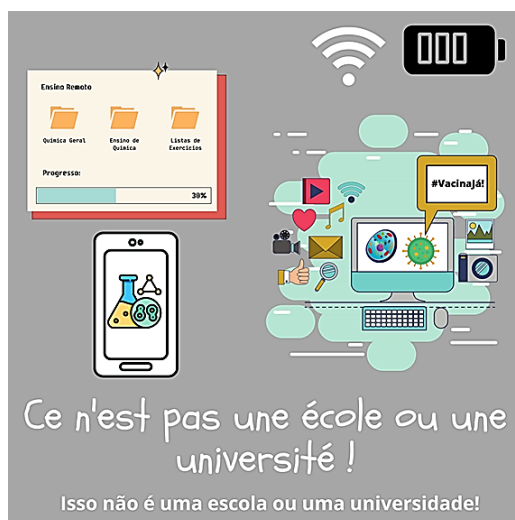 Ensino Remoto
Química Geral
Ensino de
Química
Listas de
Exercícios
Progresso:
38%
#VacinaJá!
Ce n'est pas une école ou une
université !
Isso não é uma escola ou uma universidade!